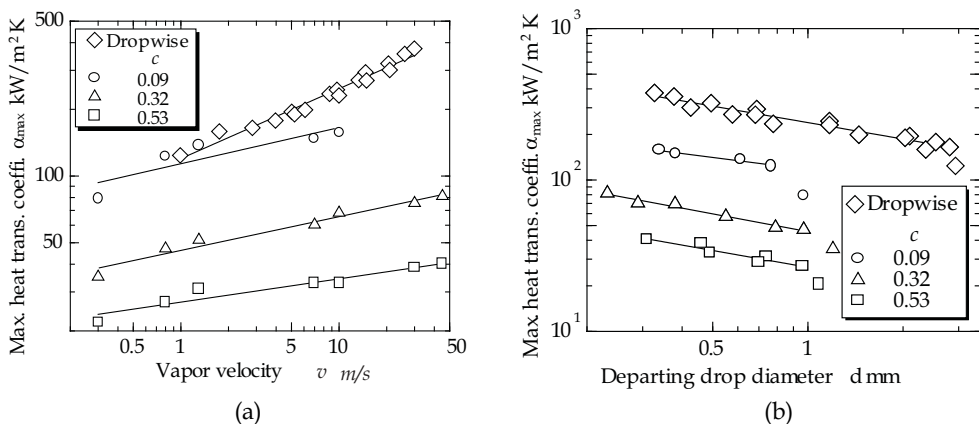 500
100
50
Max. heat trans. coeffi. αmax kW/m² K
◇ Dropwise
c
○ 0.09
△ 0.32
□ 0.53
0.5 1 5 10 50
Vapor velocity v m/s
(a)
10³
10²
10¹
Max. heat trans. coeffi. αmax kW/m² K
◇ Dropwise
c
○ 0.09
△ 0.32
□ 0.53
0.5 1 2
Departing drop diameter d mm
(b)